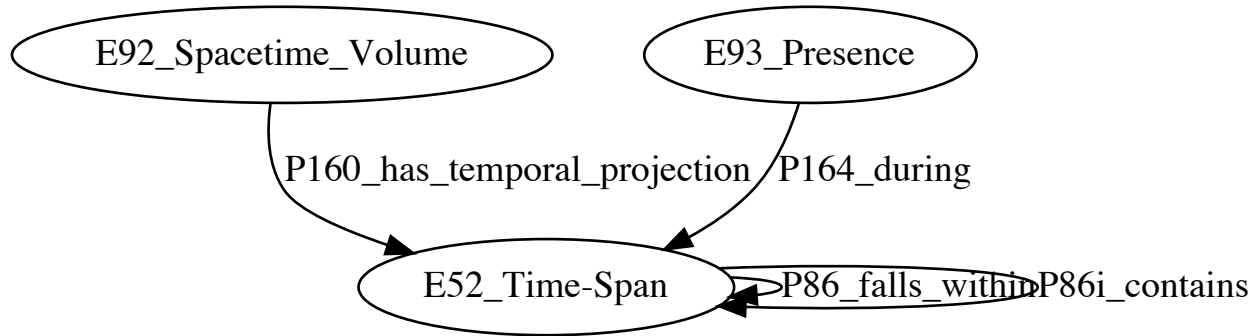 E92_Spacetime_Volume
E93_Presence
P160_has_temporal_projection
P164_during
E52_Time-Span
P86_falls_within
P86i_contains